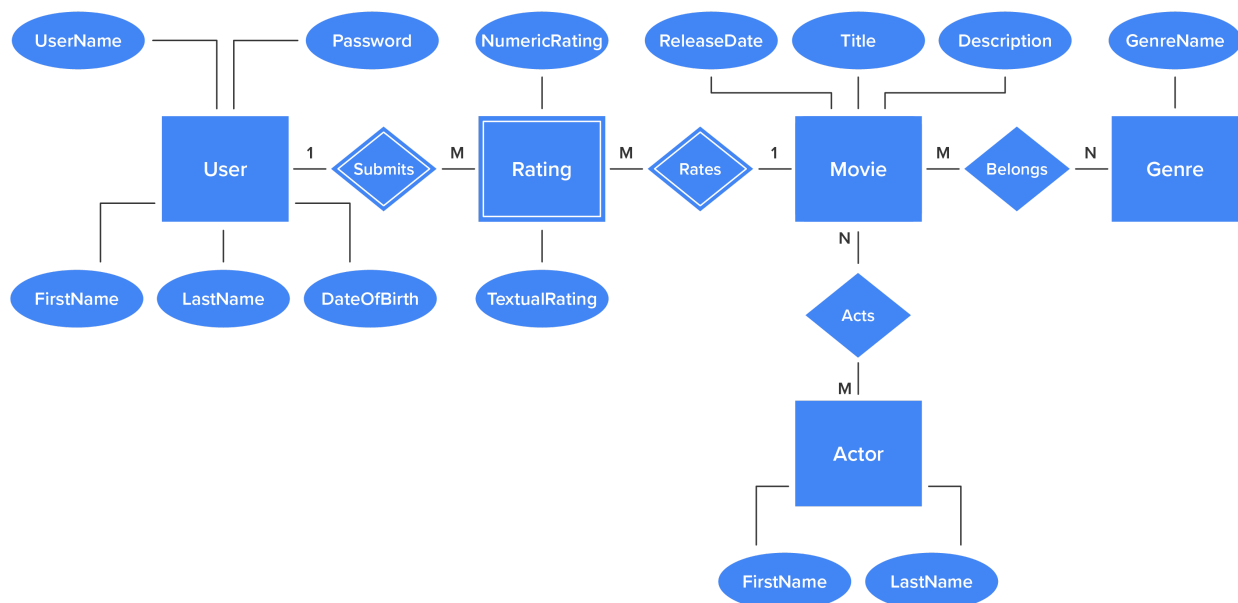 UserName
Password
NumericRating
ReleaseDate
Title
Description
GenreName
User
1
Submits
M
Rating
M
Rates
1
Movie
M
Belongs
N
Genre
FirstName
LastName
DateOfBirth
TextualRating
N
Acts
M
Actor
FirstName
LastName